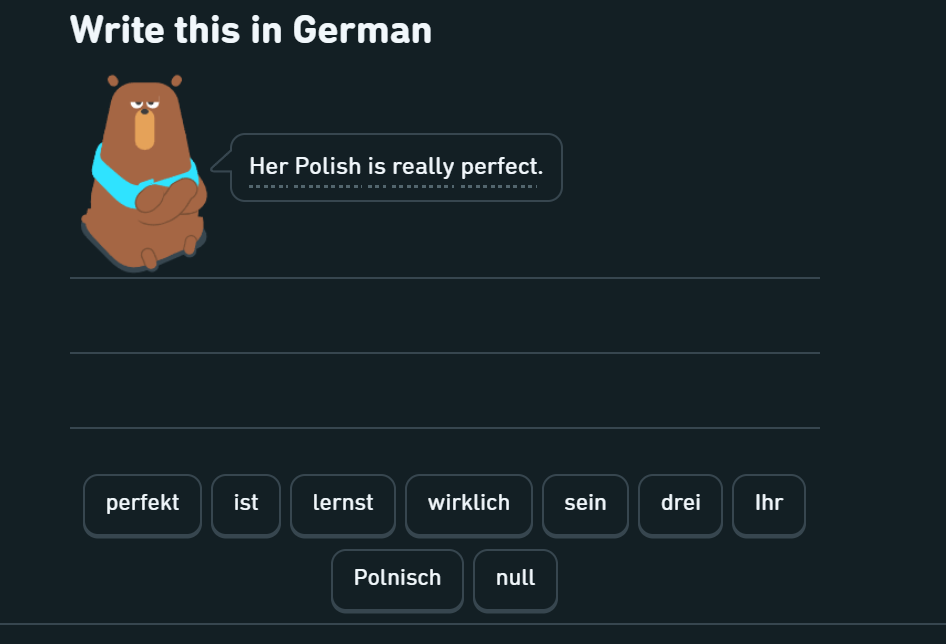 Write this in German
Her Polish is really perfect.
perfekt ist lernst wirklich sein drei Ihr
Polnisch null